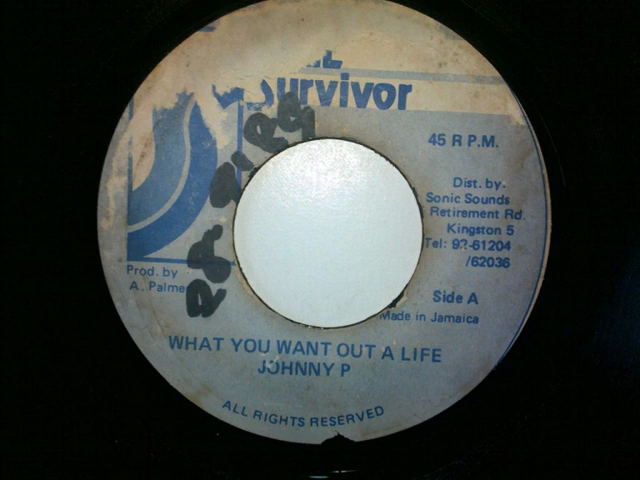 Survivor
45 R P.M.
Dist. by.
Sonic Sounds
Retirement Rd.
Kingston 5
Tel: 92-61204
/62036
Prod. by
A. Palme
Side A
Made in Jamaica
WHAT YOU WANT OUT A LIFE
JOHNNY P
ALL RIGHTS RESERVED